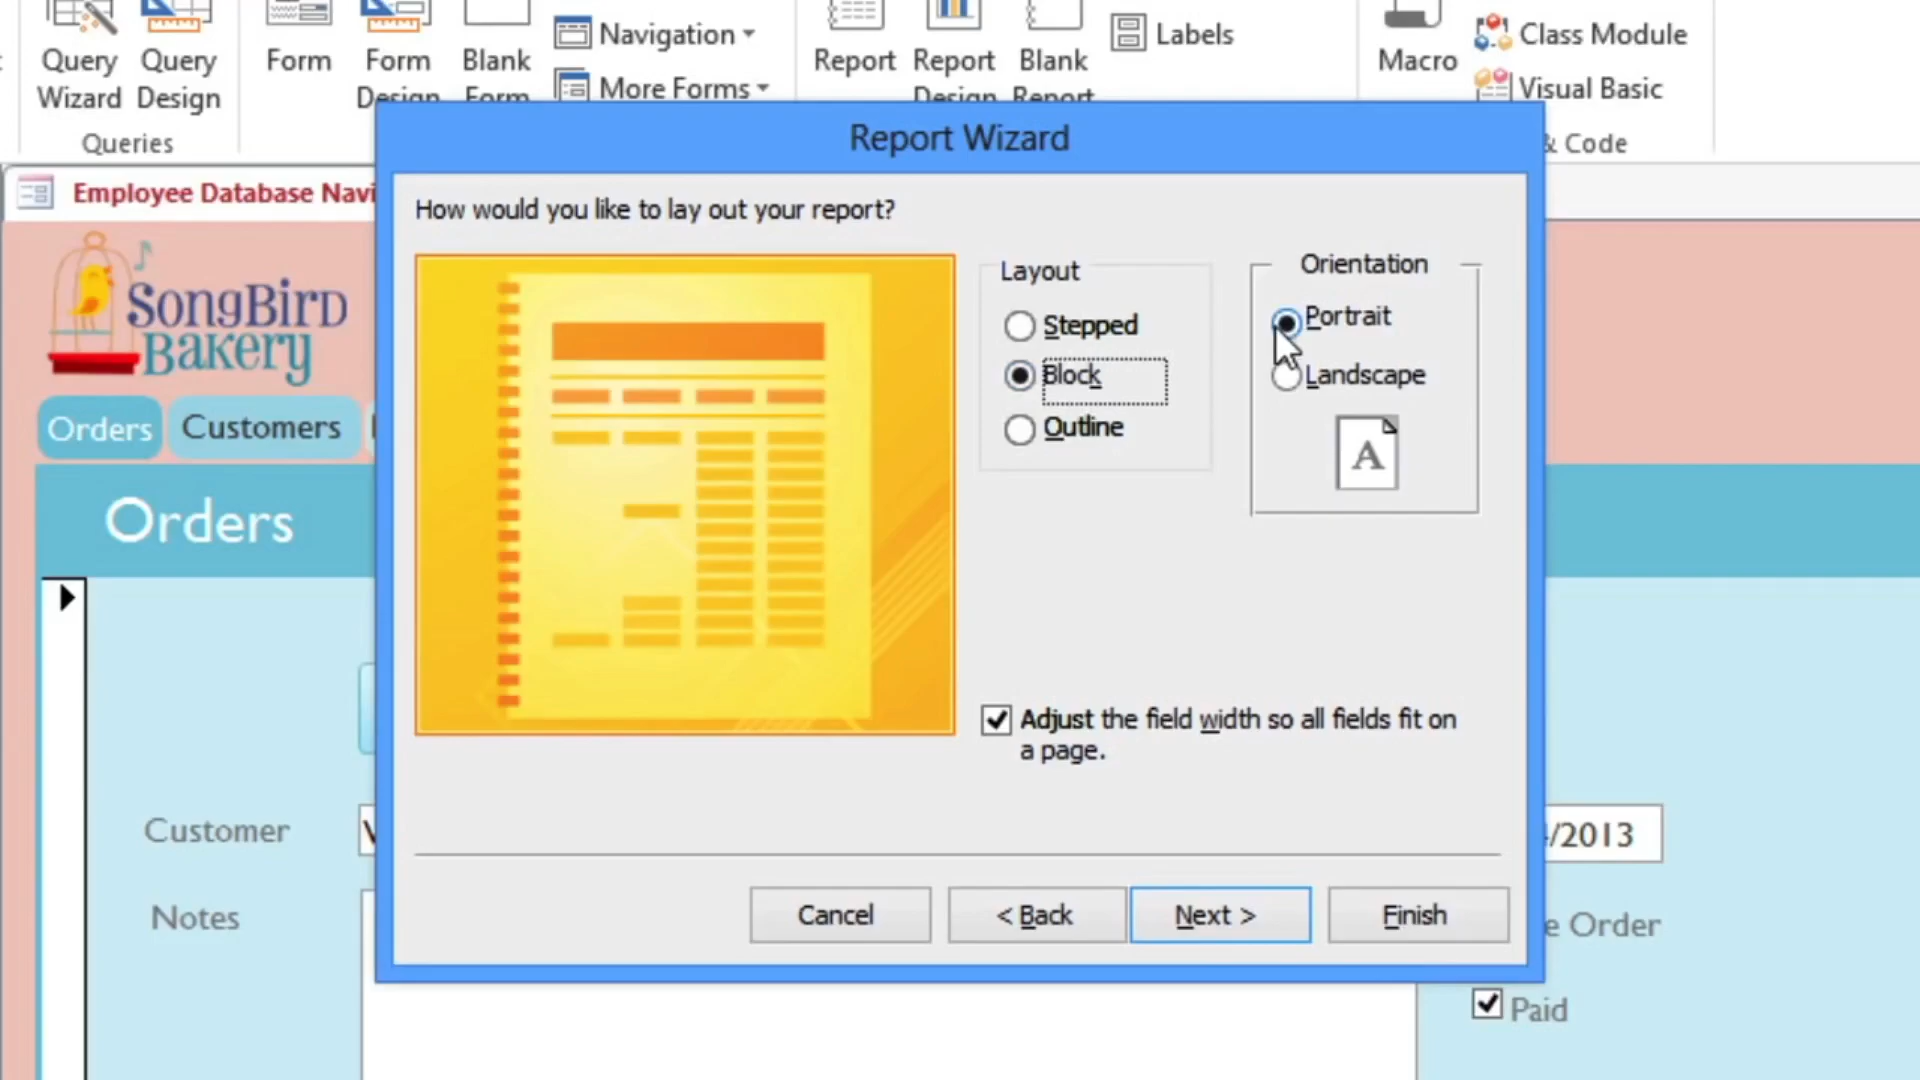 Query Wizard
Query Design
Queries
Form
Form Design
Blank Form
Navigation
More Forms
Report
Report Design
Blank Report
Labels
Macro
Class Module
Visual Basic
& Code
Employee Database Navi
SongBird
Bakery
Orders
Customers
Orders
Customer
Notes
/2013
e Order
Paid
Report Wizard
How would you like to lay out your report?
Layout
Stepped
Block
Outline
Orientation
Portrait
Landscape
A
Adjust the field width so all fields fit on
a page.
Cancel
< Back
Next >
Finish